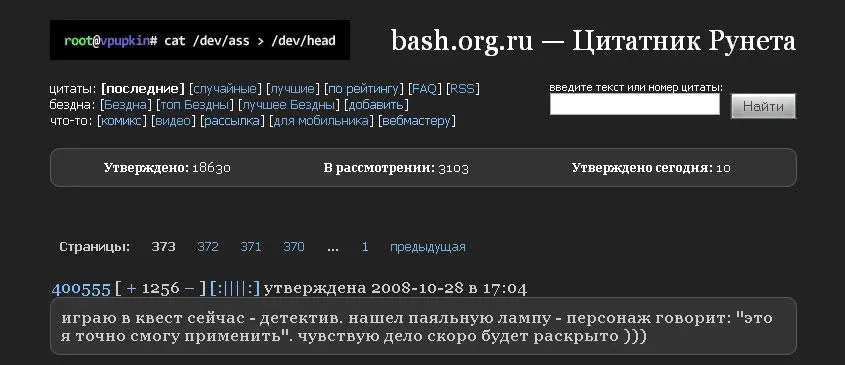 root@vpupkin# cat /dev/ass > /dev/head
bash.org.ru — Цитатник Рунета
цитаты: [последние] [случайные] [лучшие] [по рейтингу] [FAQ] [RSS]
бездна: [Бездна] [топ Бездны] [лучшее Бездны] [добавить]
что-то: [комикс] [видео] [рассылка] [для мобильника] [вебмастеру]
введите текст или номер цитаты:
Найти
Утверждено: 18630 В рассмотрении: 3103 Утверждено сегодня: 10
Страницы: 373 372 371 370 ... 1 предыдущая
400555 [ + 1256 – ] [:||||:] утверждена 2008-10-28 в 17:04
играю в квест сейчас - детектив. нашел паяльную лампу - персонаж говорит: "это
я точно смогу применить". чувствую дело скоро будет раскрыто )))